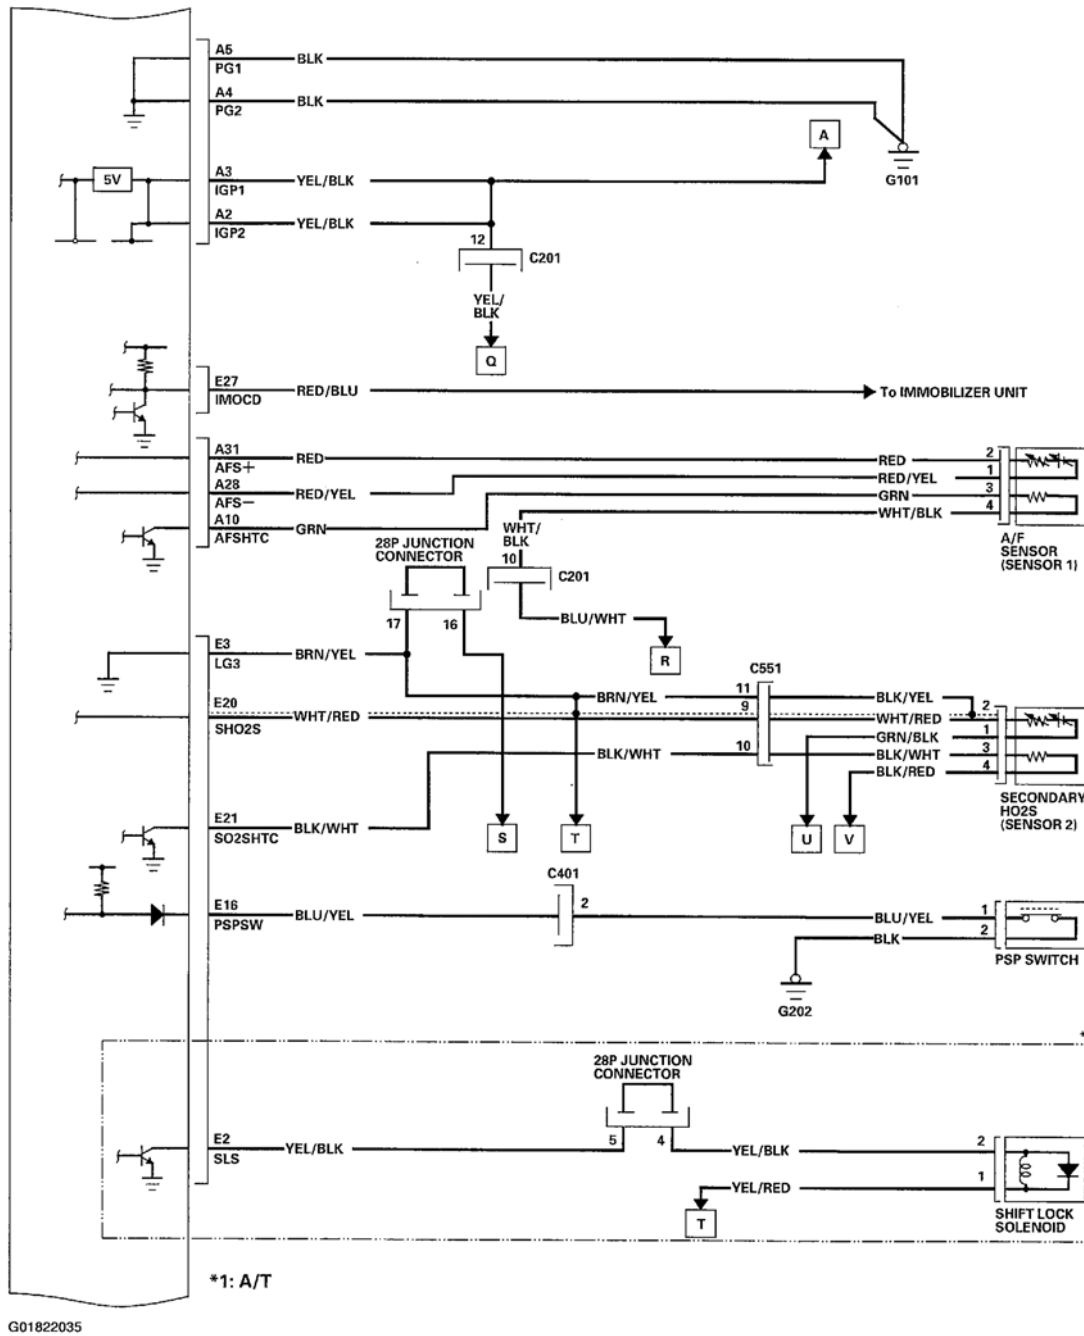 A5
PG1
BLK
A4
PG2
BLK
A
G101
5V
A3
IGP1
YEL/BLK
A2
IGP2
YEL/BLK
12
C201
YEL/
BLK
Q
E27
IMOCD
RED/BLU
To IMMOBILIZER UNIT
A31
AFS+
RED
RED
2
A28
AFS−
RED/YEL
RED/YEL
1
A10
AFSHTC
GRN
GRN
3
WHT/BLK
4
A/F
SENSOR
(SENSOR 1)
WHT/
BLK
10
C201
BLU/WHT
R
28P JUNCTION
CONNECTOR
17
16
E3
LG3
BRN/YEL
C551
BRN/YEL
11
BLK/YEL
E20
SHO2S
WHT/RED
9
WHT/RED
2
GRN/BLK
1
BLK/WHT
10
BLK/WHT
3
BLK/RED
4
SECONDARY
HO2S
(SENSOR 2)
E21
SO2SHTC
BLK/WHT
S
T
U
V
C401
E16
PSPSW
BLU/YEL
2
BLU/YEL
1
BLK
2
PSP SWITCH
G202
*
28P JUNCTION
CONNECTOR
E2
SLS
YEL/BLK
5
4
YEL/BLK
2
YEL/RED
1
T
SHIFT LOCK
SOLENOID
*1: A/T
G01822035